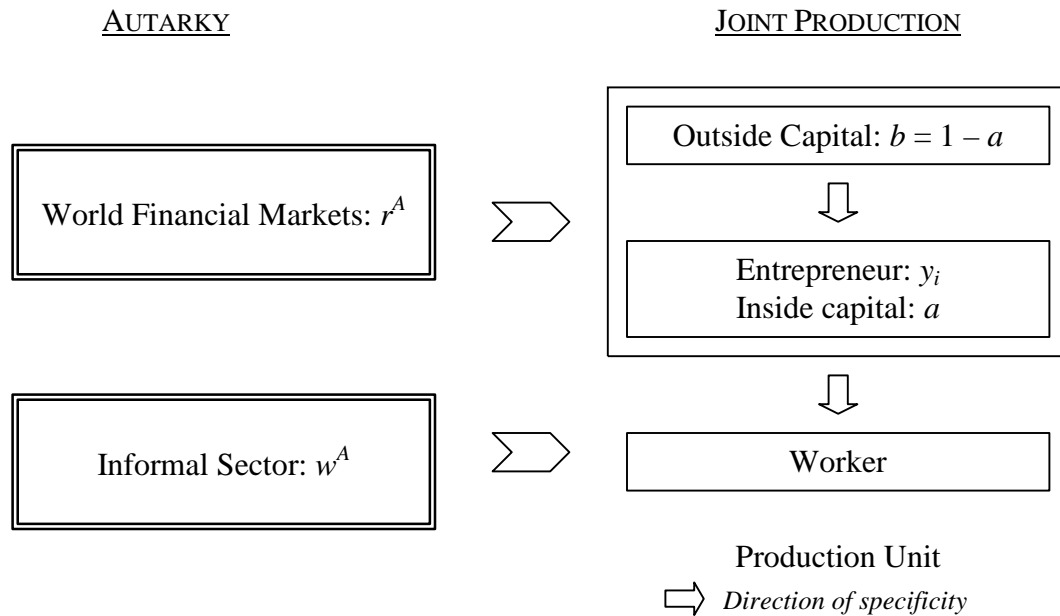 AUTARKY
JOINT PRODUCTION
Outside Capital: b = 1 – a
World Financial Markets: r^A
Entrepreneur: y_i
Inside capital: a
Informal Sector: w^A
Worker
Production Unit
Direction of specificity